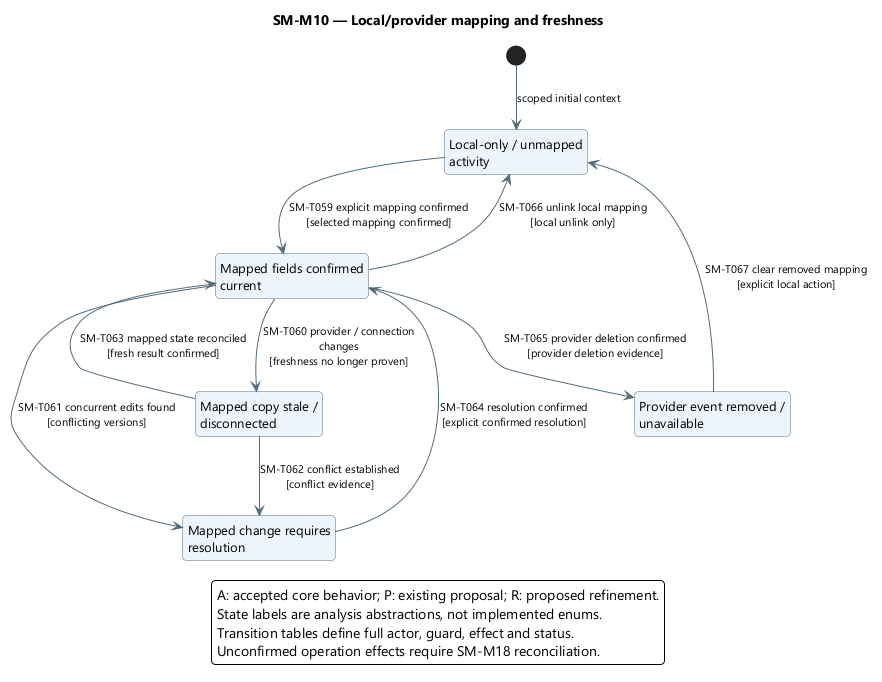 SM-M10 — Local/provider mapping and freshness
scoped initial context
Local-only / unmapped
activity
SM-T059 explicit mapping confirmed
[selected mapping confirmed]
SM-T066 unlink local mapping
[local unlink only]
SM-T067 clear removed mapping
[explicit local action]
Mapped fields confirmed
current
SM-T063 mapped state reconciled
[fresh result confirmed]
SM-T060 provider / connection
changes
[freshness no longer proven]
SM-T065 provider deletion confirmed
[provider deletion evidence]
SM-T061 concurrent edits found
[conflicting versions]
Mapped copy stale /
disconnected
SM-T064 resolution confirmed
[explicit confirmed resolution]
Provider event removed /
unavailable
SM-T062 conflict established
[conflict evidence]
Mapped change requires
resolution
A: accepted core behavior; P: existing proposal; R: proposed refinement.
State labels are analysis abstractions, not implemented enums.
Transition tables define full actor, guard, effect and status.
Unconfirmed operation effects require SM-M18 reconciliation.